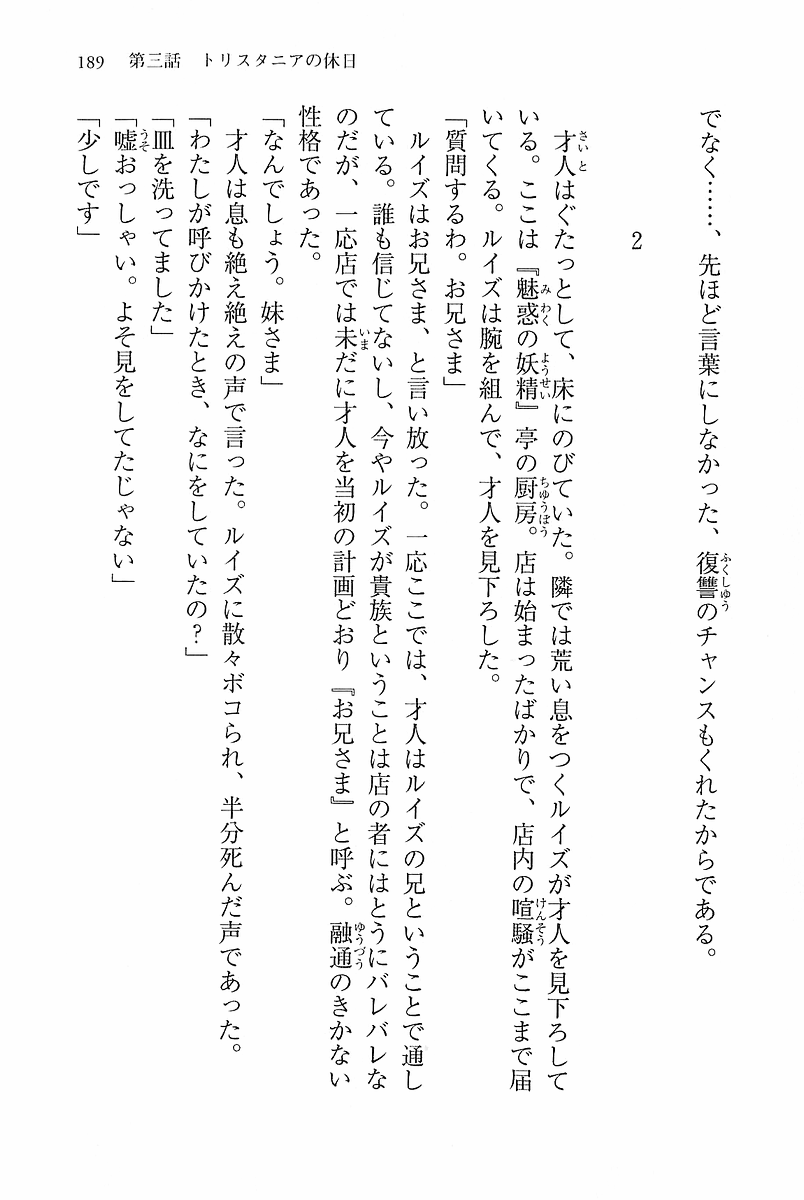 189　第三話　トリスタニアの休日
でなく……、先ほど言葉にしなかった、復讐のチャンスもくれたからである。
2
　才人はぐたっとして、床にのびていた。隣では荒い息をつくルイズが才人を見下ろして
いる。ここは『魅惑の妖精』亭の厨房。店は始まったばかりで、店内の喧騒がここまで届
いてくる。ルイズは腕を組んで、才人を見下ろした。
「質問するわ。お兄さま」
　ルイズはお兄さま、と言い放った。一応ここでは、才人はルイズの兄ということで通し
ている。誰も信じてないし、今やルイズが貴族ということは店の者にはとうにバレバレな
のだが、一応店では未だに才人を当初の計画どおり『お兄さま』と呼ぶ。融通のきかない
性格であった。
「なんでしょう。妹さま」
　才人は息も絶え絶えの声で言った。ルイズに散々ボコられ、半分死んだ声であった。
「わたしが呼びかけたとき、なにをしていたの？」
「皿を洗ってました」
「嘘おっしゃい。よそ見をしてたじゃない」
「少しです」